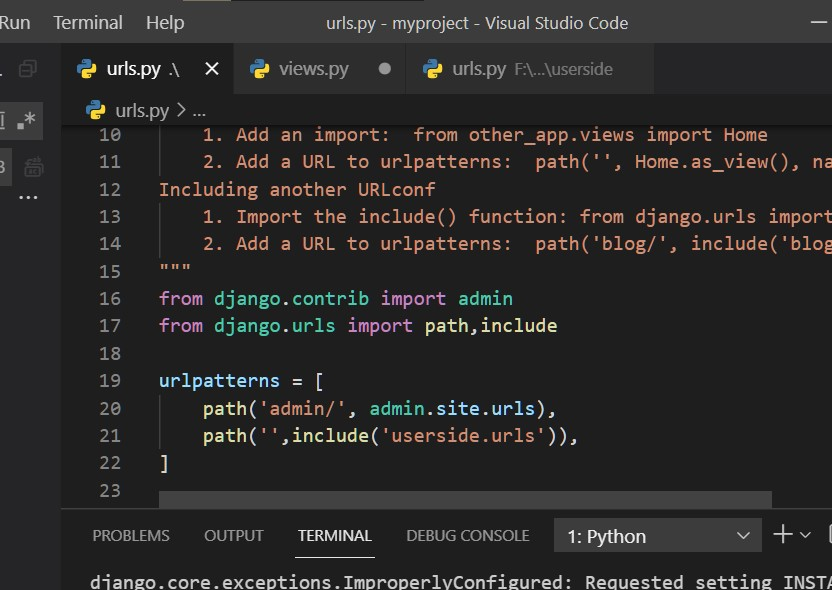 Run Terminal Help urls.py - myproject - Visual Studio Code
urls.py .\ views.py urls.py F:\...\userside
urls.py > ...
10 1. Add an import:  from other_app.views import Home
11 2. Add a URL to urlpatterns:  path('', Home.as_view(), na
12 Including another URLconf
13 1. Import the include() function: from django.urls import
14 2. Add a URL to urlpatterns:  path('blog/', include('blog
15 """
16 from django.contrib import admin
17 from django.urls import path,include
18
19 urlpatterns = [
20 path('admin/', admin.site.urls),
21 path('',include('userside.urls')),
22 ]
23
PROBLEMS OUTPUT TERMINAL DEBUG CONSOLE 1: Python
django.core.exceptions.ImproperlyConfigured: Requested setting INSTA